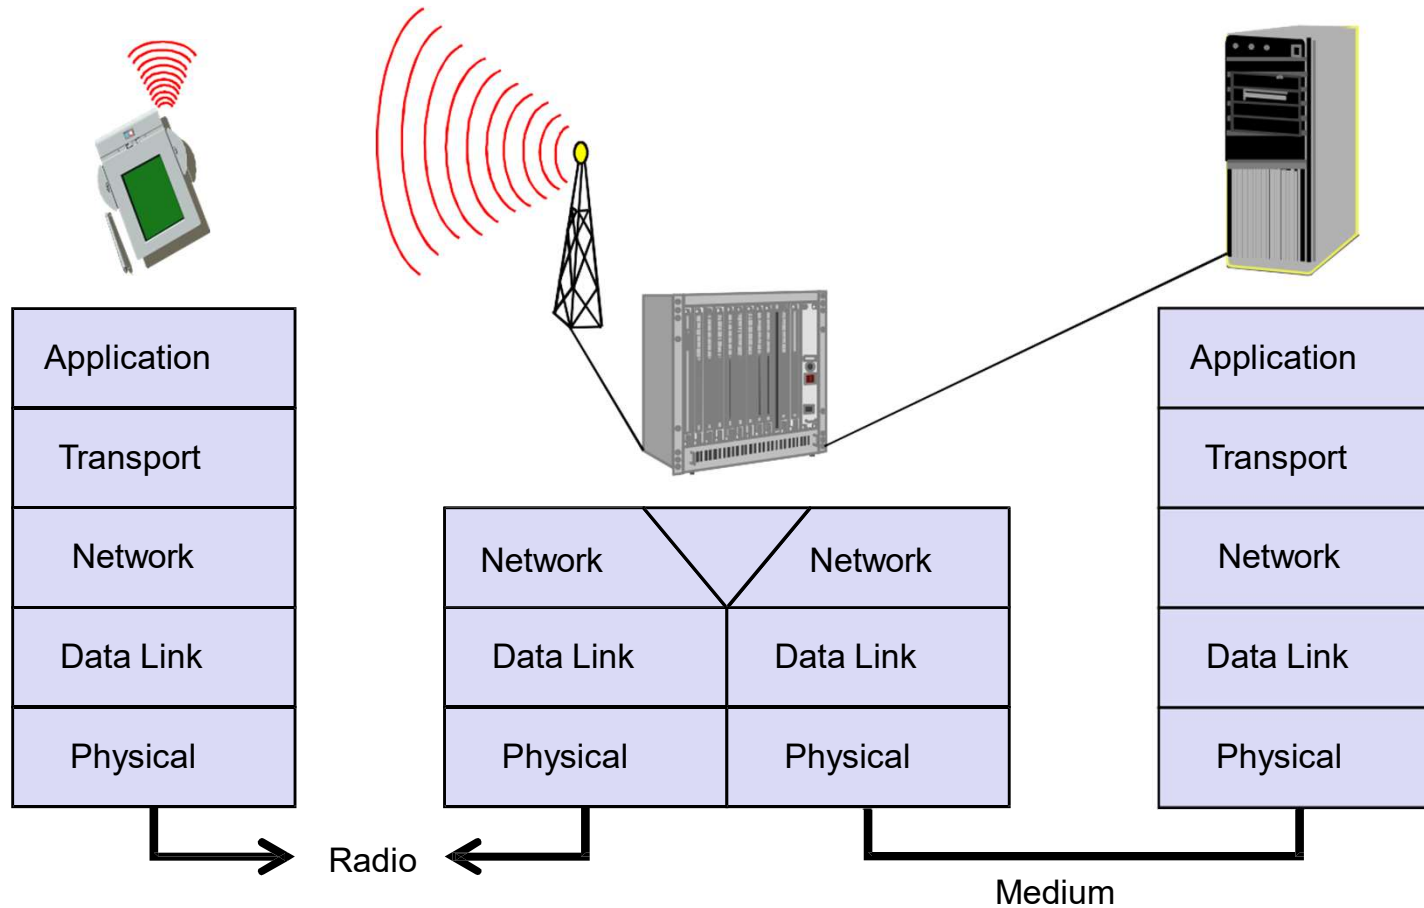 Application
Transport
Network
Data Link
Physical
Network
Network
Data Link
Data Link
Physical
Physical
Application
Transport
Network
Data Link
Physical
Radio
Medium